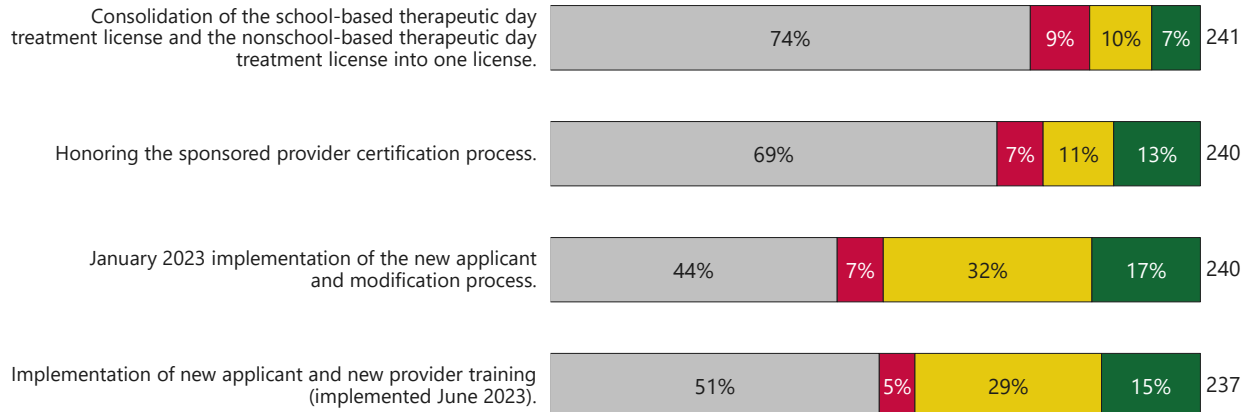 Consolidation of the school-based therapeutic day
treatment license and the nonschool-based therapeutic day
treatment license into one license.
74% 9% 10% 7% 241
Honoring the sponsored provider certification process.
69% 7% 11% 13% 240
January 2023 implementation of the new applicant
and modification process.
44% 7% 32% 17% 240
Implementation of new applicant and new provider training
(implemented June 2023).
51% 5% 29% 15% 237